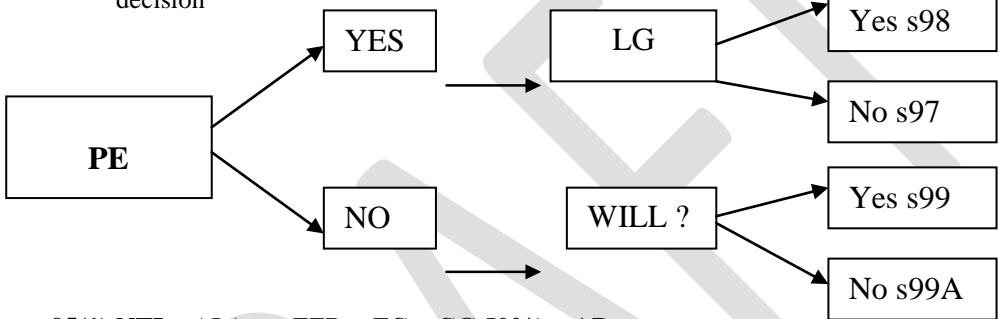 decision
YES
LG
Yes s98
No s97
PE
NO
WILL ?
Yes s99
No s99A